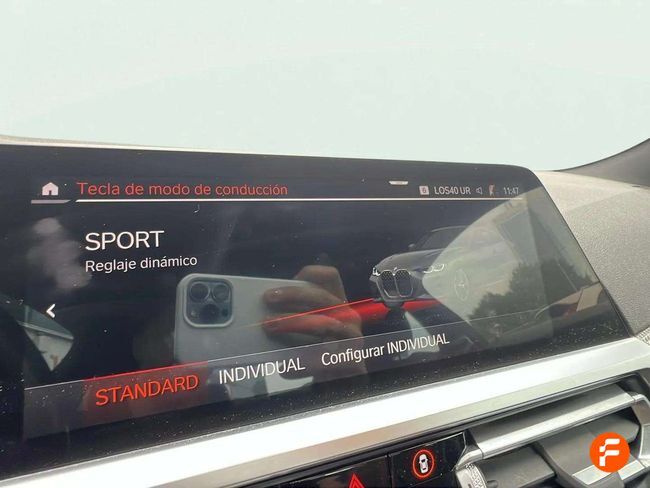 Tecla de modo de conducción
LOS40 UR 11:47
SPORT
Reglaje dinámico
STANDARD INDIVIDUAL Configurar INDIVIDUAL